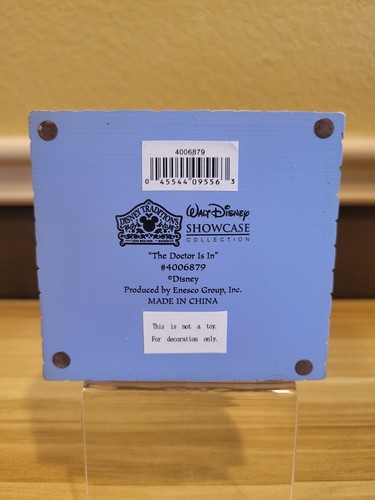 4006879
0 45544 09556 3
DISNEY TRADITIONS
Walt Disney
SHOWCASE
COLLECTION
"The Doctor Is In"
#4006879
©Disney
Produced by Enesco Group, Inc.
MADE IN CHINA
This is not a toy.
For decoration only.